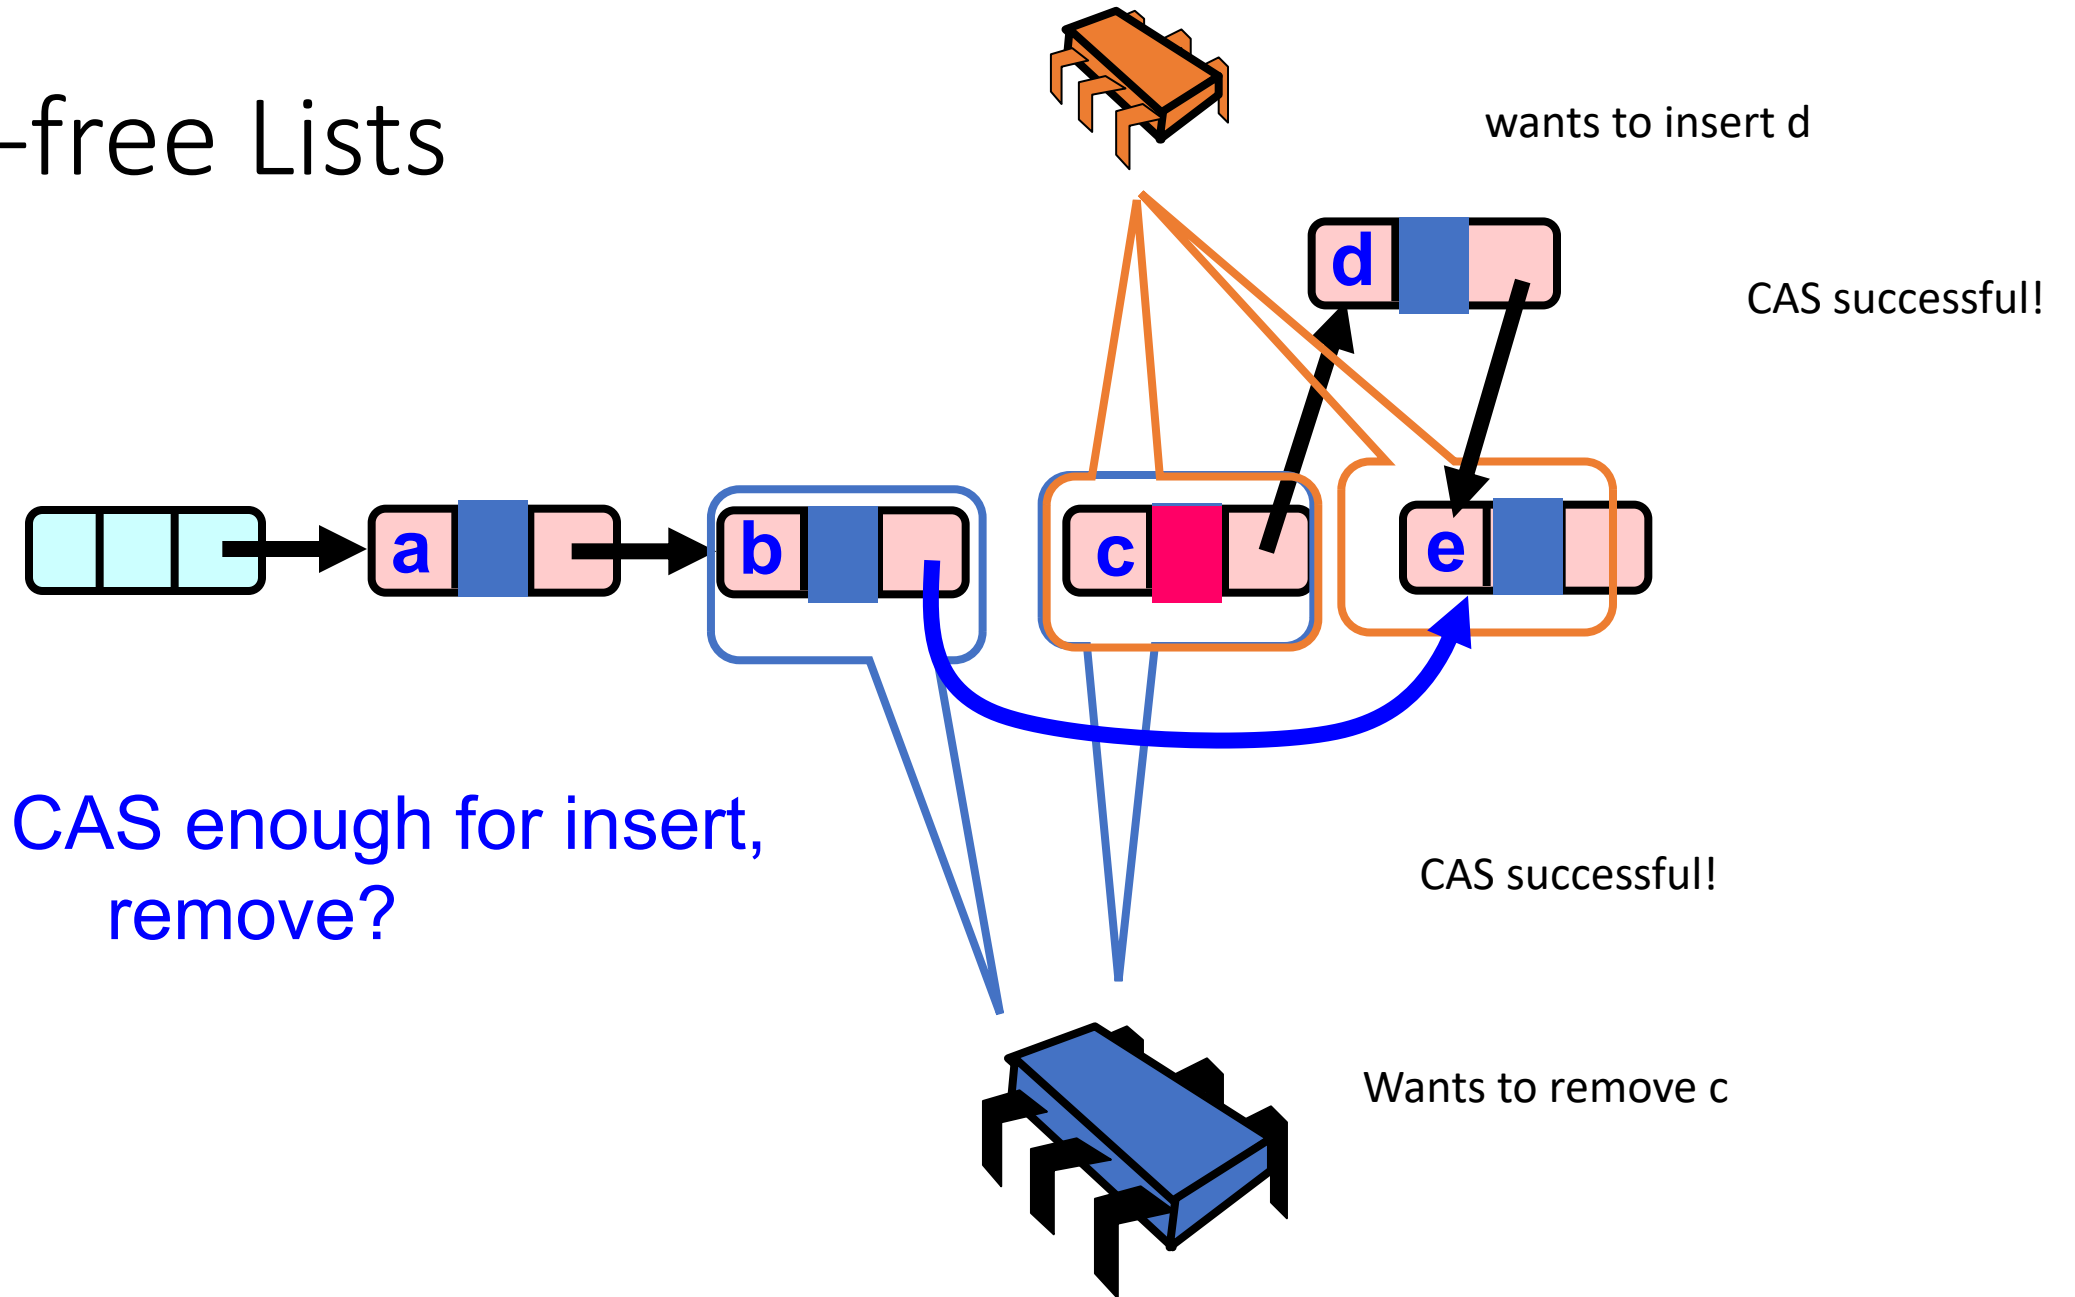 -free Lists
wants to insert d
d
CAS successful!
a
b
c
e
CAS enough for insert,
remove?
CAS successful!
Wants to remove c